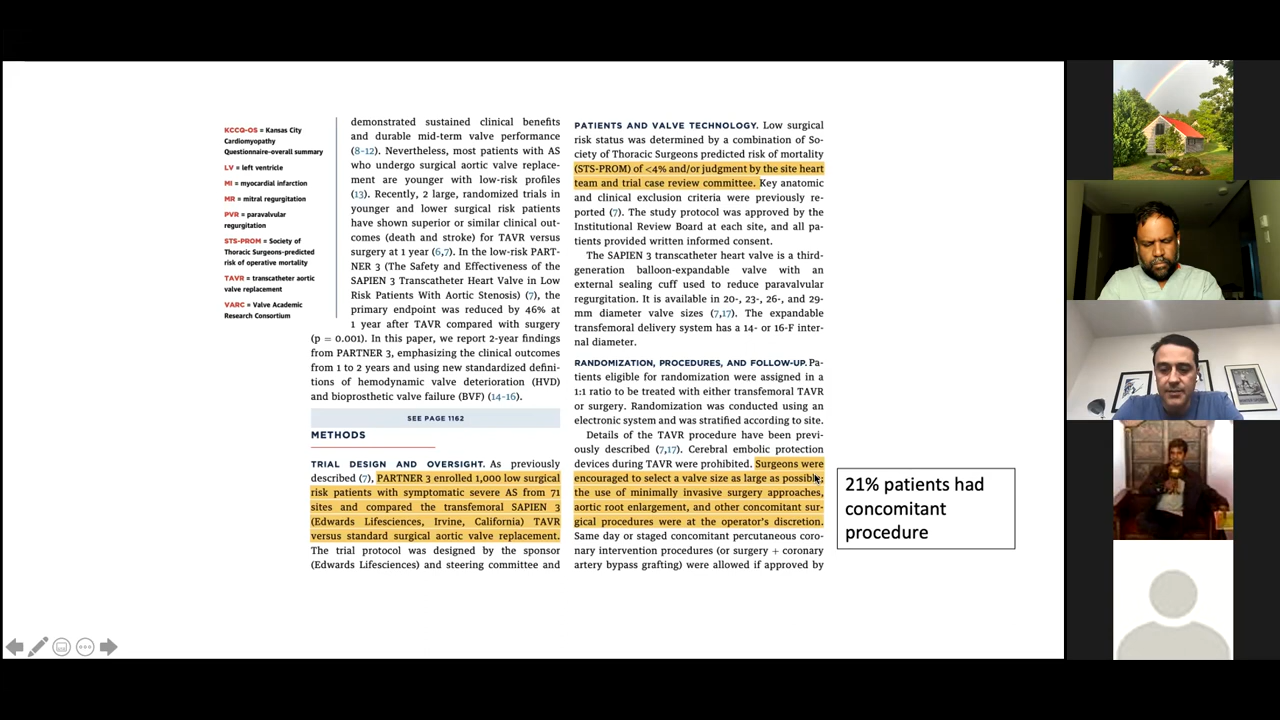 KCCQ-OS = Kansas City
Cardiomyopathy
Questionnaire-overall summary
LV = left ventricle
MI = myocardial infarction
MR = mitral regurgitation
PVR = paravalvular
regurgitation
STS-PROM = Society of
Thoracic Surgeons-predicted
risk of operative mortality
TAVR = transcatheter aortic
valve replacement
VARC = Valve Academic
Research Consortium
demonstrated sustained clinical benefits
and durable mid-term valve performance
(8-12). Nevertheless, most patients with AS
who undergo surgical aortic valve replace-
ment are younger with low-risk profiles
(13). Recently, 2 large, randomized trials in
younger and lower surgical risk patients
have shown superior or similar clinical out-
comes (death and stroke) for TAVR versus
surgery at 1 year (6,7). In the low-risk PART-
NER 3 (The Safety and Effectiveness of the
SAPIEN 3 Transcatheter Heart Valve in Low
Risk Patients With Aortic Stenosis) (7), the
primary endpoint was reduced by 46% at
1 year after TAVR compared with surgery
(p = 0.001). In this paper, we report 2-year findings
from PARTNER 3, emphasizing the clinical outcomes
from 1 to 2 years and using new standardized defini-
tions of hemodynamic valve deterioration (HVD)
and bioprosthetic valve failure (BVF) (14-16).
SEE PAGE 1162
METHODS
TRIAL DESIGN AND OVERSIGHT. As previously
described (7), PARTNER 3 enrolled 1,000 low surgical
risk patients with symptomatic severe AS from 71
sites and compared the transfemoral SAPIEN 3
(Edwards Lifesciences, Irvine, California) TAVR
versus standard surgical aortic valve replacement.
The trial protocol was designed by the sponsor
(Edwards Lifesciences) and steering committee and
PATIENTS AND VALVE TECHNOLOGY. Low surgical
risk status was determined by a combination of So-
ciety of Thoracic Surgeons predicted risk of mortality
(STS-PROM) of <4% and/or judgment by the site heart
team and trial case review committee. Key anatomic
and clinical exclusion criteria were previously re-
ported (7). The study protocol was approved by the
Institutional Review Board at each site, and all pa-
tients provided written informed consent.
The SAPIEN 3 transcatheter heart valve is a third-
generation balloon-expandable valve with an
external sealing cuff used to reduce paravalvular
regurgitation. It is available in 20-, 23-, 26-, and 29-
mm diameter valve sizes (7,17). The expandable
transfemoral delivery system has a 14- or 16-F inter-
nal diameter.
RANDOMIZATION, PROCEDURES, AND FOLLOW-UP. Pa-
tients eligible for randomization were assigned in a
1:1 ratio to be treated with either transfemoral TAVR
or surgery. Randomization was conducted using an
electronic system and was stratified according to site.
Details of the TAVR procedure have been previ-
ously described (7,17). Cerebral embolic protection
devices during TAVR were prohibited. Surgeons were
encouraged to select a valve size as large as possible;
the use of minimally invasive surgery approaches,
aortic root enlargement, and other concomitant sur-
gical procedures were at the operator's discretion.
Same day or staged concomitant percutaneous coro-
nary intervention procedures (or surgery + coronary
artery bypass grafting) were allowed if approved by
21% patients had
concomitant
procedure